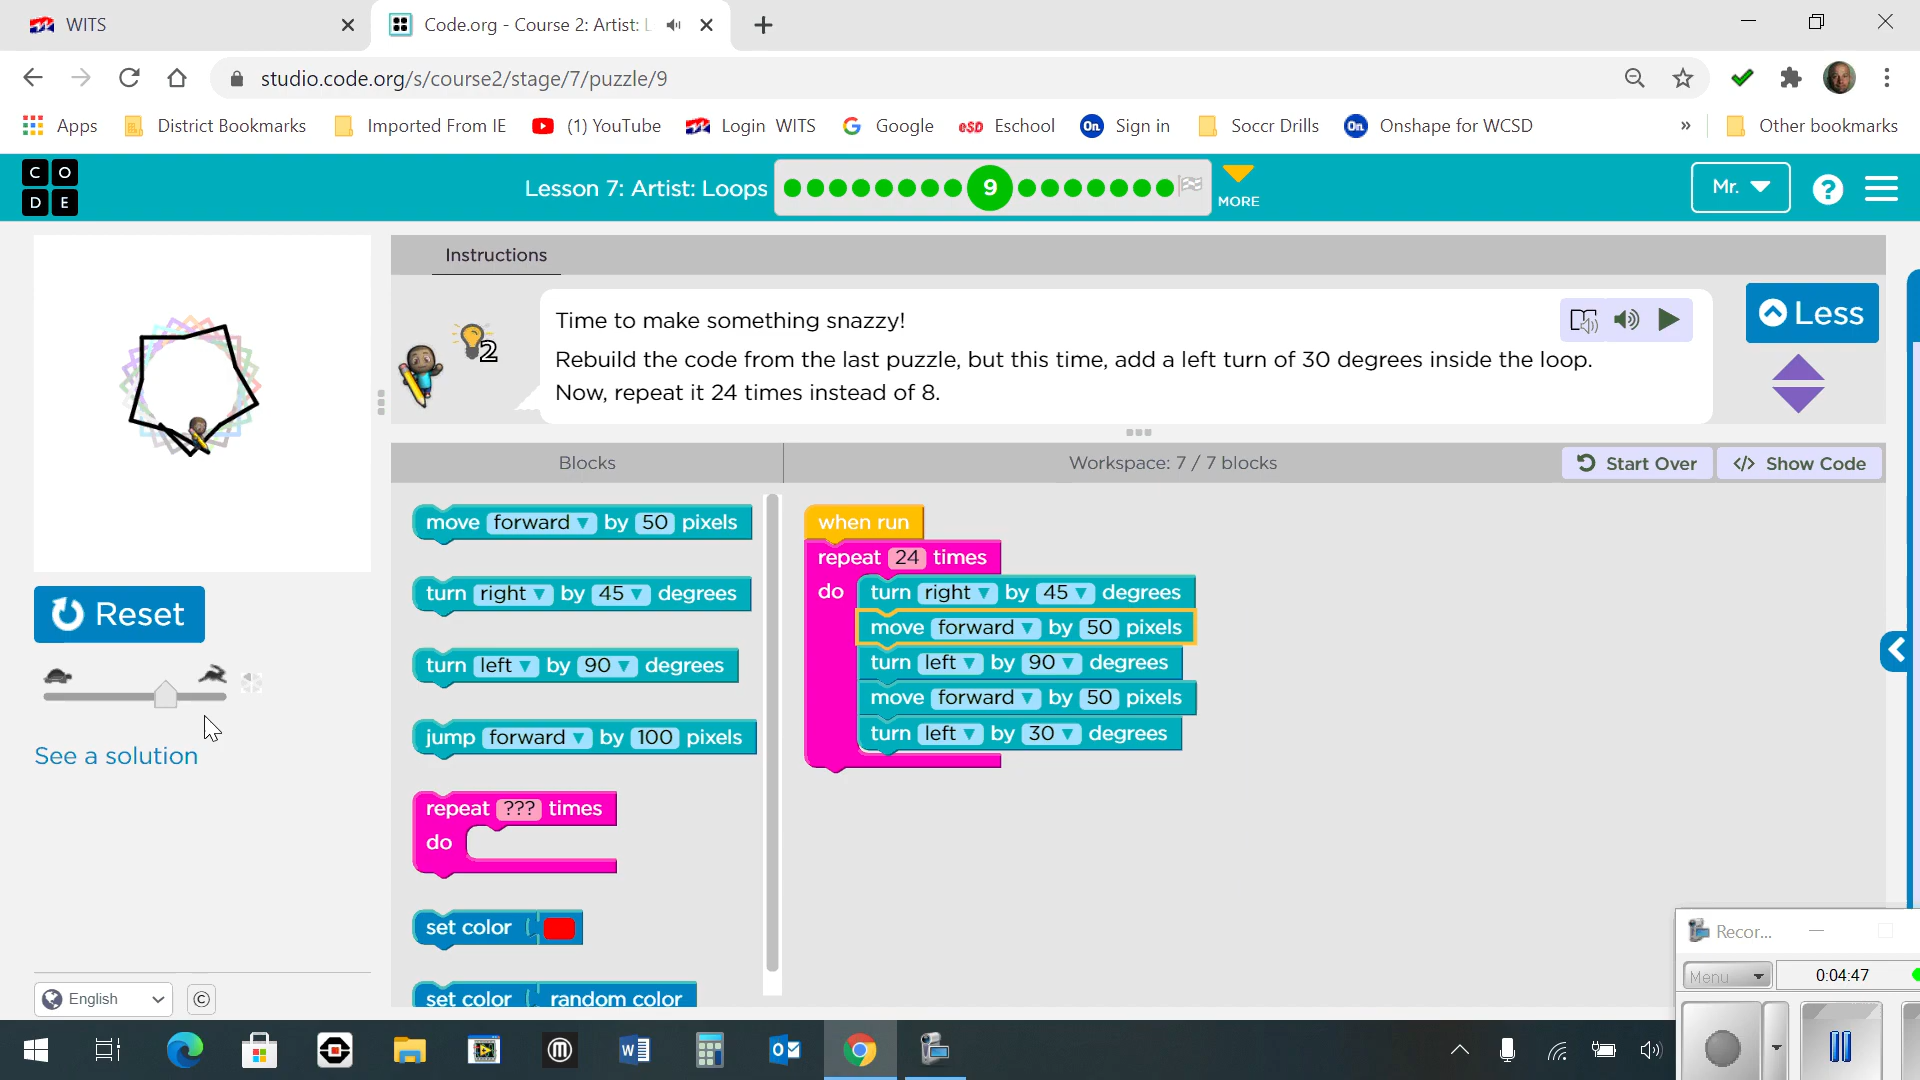 WITS
Code.org - Course 2: Artist: L
studio.code.org/s/course2/stage/7/puzzle/9
Apps
District Bookmarks
Imported From IE
(1) YouTube
Login WITS
G Google
eSD Eschool
On Sign in
Soccr Drills
On Onshape for WCSD
»
Other bookmarks
C O
D E
Lesson 7: Artist: Loops
9
MORE
Mr.
?
Instructions
2
Time to make something snazzy!
Rebuild the code from the last puzzle, but this time, add a left turn of 30 degrees inside the loop.
Now, repeat it 24 times instead of 8.
Less
Blocks
Workspace: 7 / 7 blocks
Start Over
</> Show Code
Reset
See a solution
English
©
move forward by 50 pixels
turn right by 45 degrees
turn left by 90 degrees
jump forward by 100 pixels
repeat ??? times
do
set color
set color random color
when run
repeat 24 times
do turn right by 45 degrees
move forward by 50 pixels
turn left by 90 degrees
move forward by 50 pixels
turn left by 30 degrees
Recor...
Menu
0:04:47